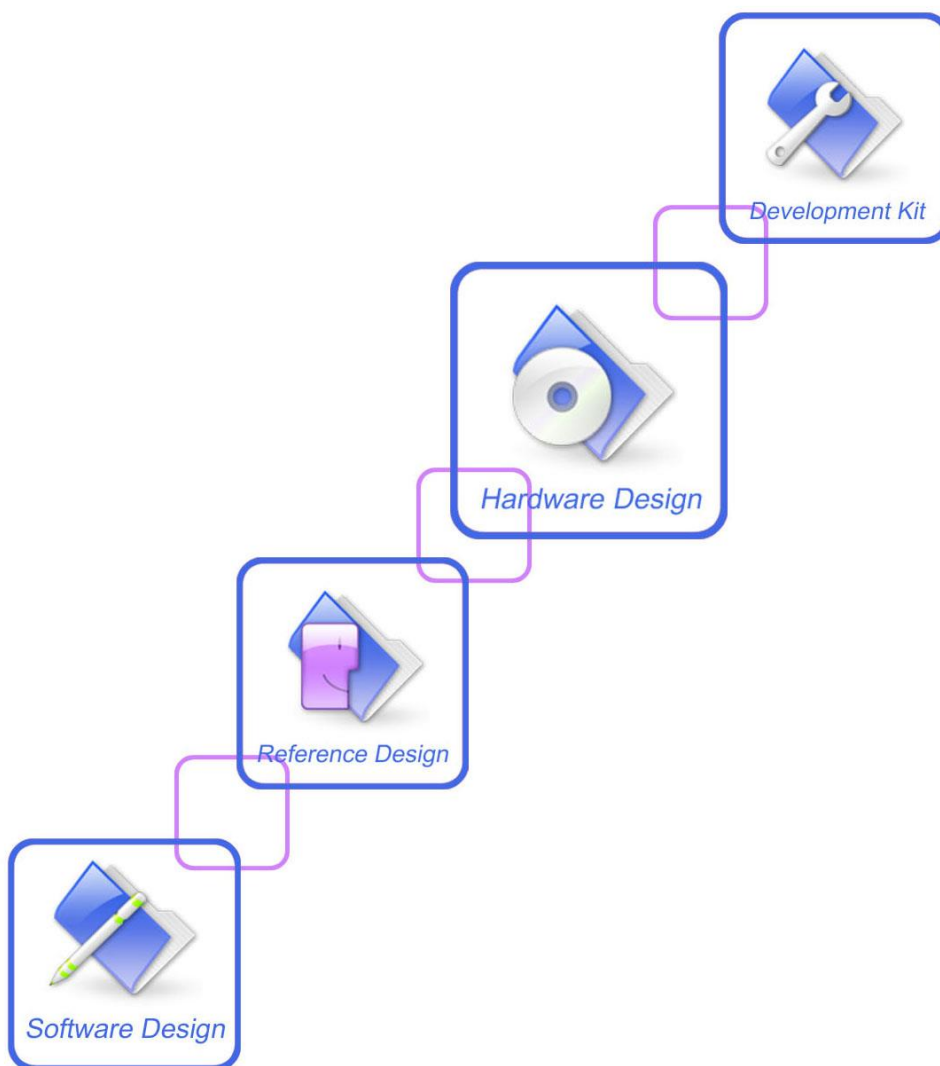 Development Kit
Hardware Design
Reference Design
Software Design